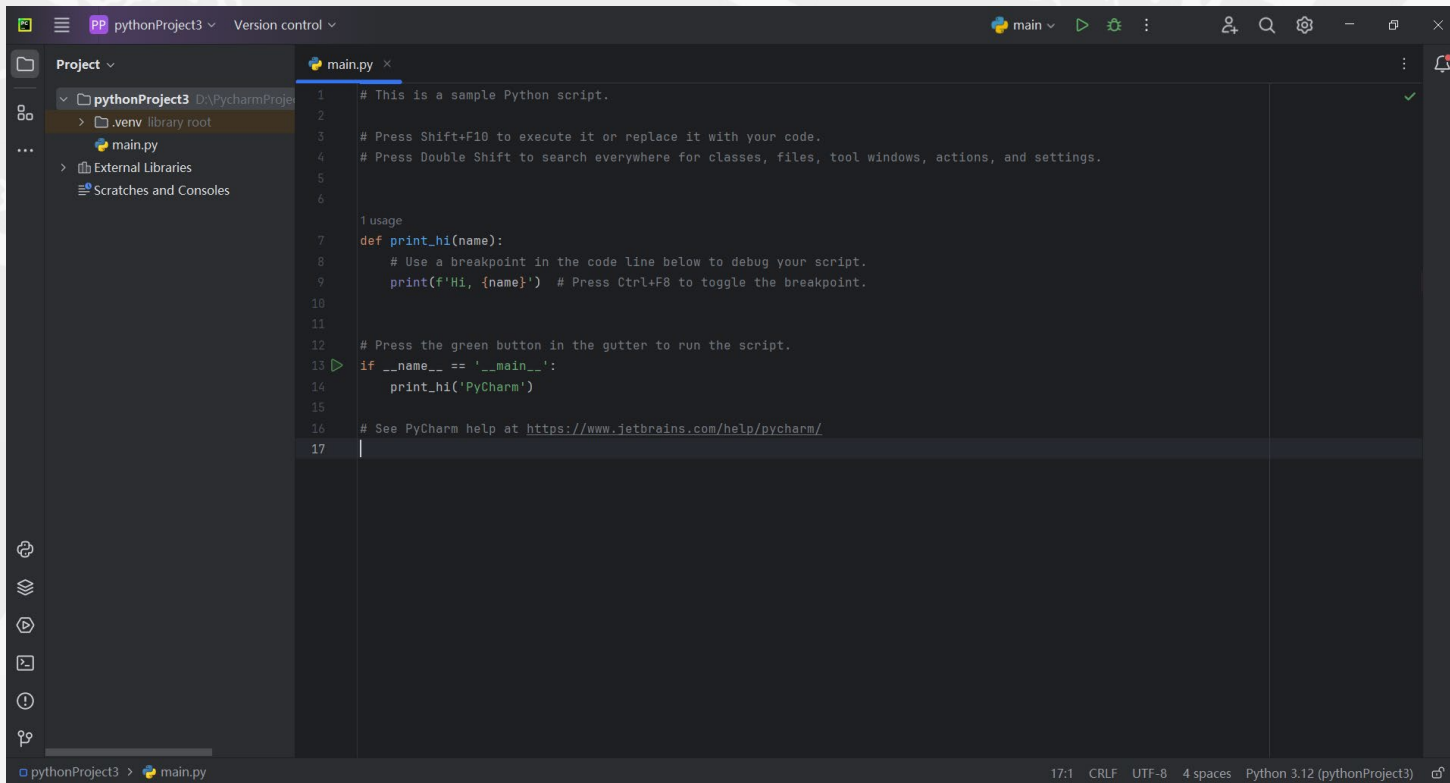 PC
PP pythonProject3 Version control main
Project
main.py
pythonProject3 D:\PycharmProje
.venv library root
main.py
External Libraries
Scratches and Consoles
1 # This is a sample Python script.
2
3 # Press Shift+F10 to execute it or replace it with your code.
4 # Press Double Shift to search everywhere for classes, files, tool windows, actions, and settings.
5
6
1 usage
7 def print_hi(name):
8     # Use a breakpoint in the code line below to debug your script.
9     print(f'Hi, {name}')  # Press Ctrl+F8 to toggle the breakpoint.
10
11
12 # Press the green button in the gutter to run the script.
13 if __name__ == '__main__':
14     print_hi('PyCharm')
15
16 # See PyCharm help at https://www.jetbrains.com/help/pycharm/
17
pythonProject3 > main.py
17:1 CRLF UTF-8 4 spaces Python 3.12 (pythonProject3)